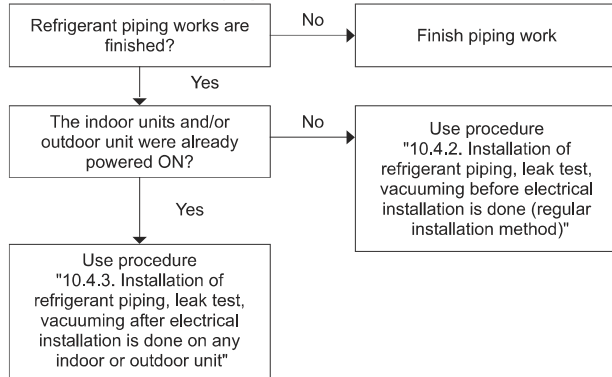 Refrigerant piping works are
finished?
No
Finish piping work
Yes
The indoor units and/or
outdoor unit were already
powered ON?
No
Use procedure
"10.4.2. Installation of
refrigerant piping, leak test,
vacuuming before electrical
installation is done (regular
installation method)"
Yes
Use procedure
"10.4.3. Installation of
refrigerant piping, leak test,
vacuuming after electrical
installation is done on any
indoor or outdoor unit"